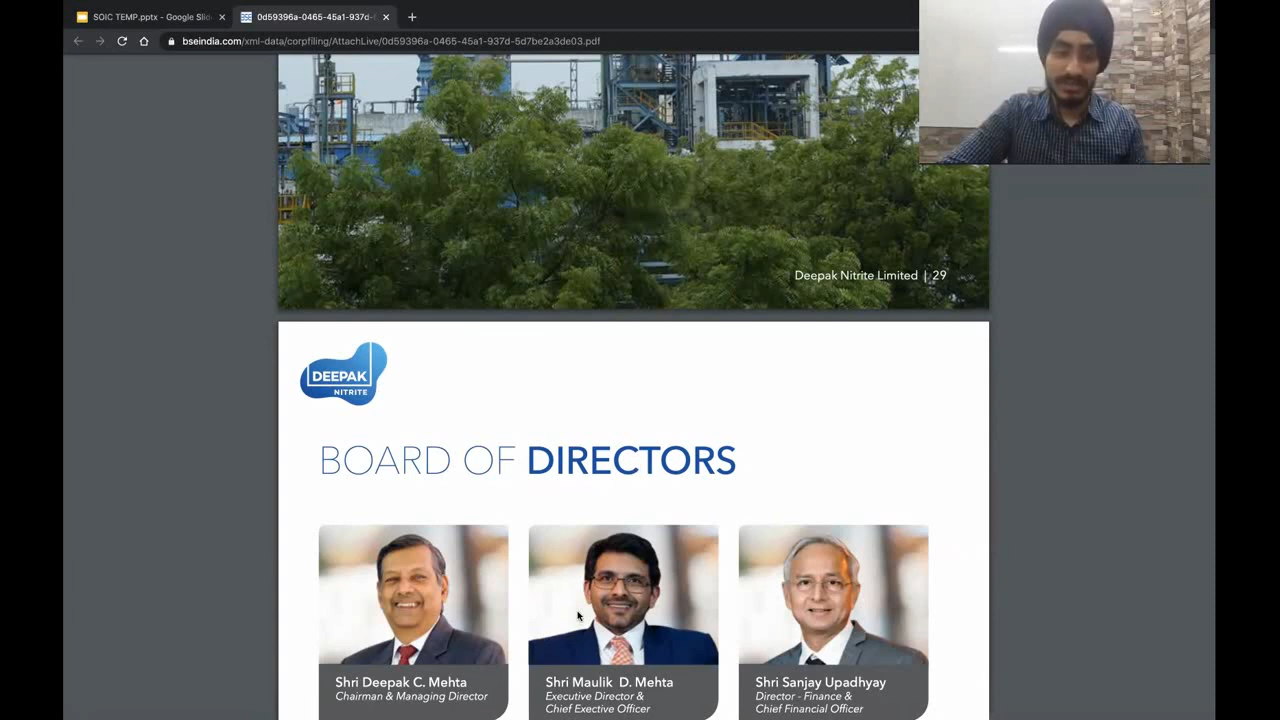 SOIC TEMP.pptx - Google Slid
0d59396a-0465-45a1-937d-5
bseindia.com/xml-data/corpfiling/AttachLive/0d59396a-0465-45a1-937d-5d7be2a3de03.pdf
Deepak Nitrite Limited | 29
DEEPAK
NITRITE
BOARD OF DIRECTORS
Shri Deepak C. Mehta
Chairman & Managing Director
Shri Maulik D. Mehta
Executive Director &
Chief Exective Officer
Shri Sanjay Upadhyay
Director - Finance &
Chief Financial Officer